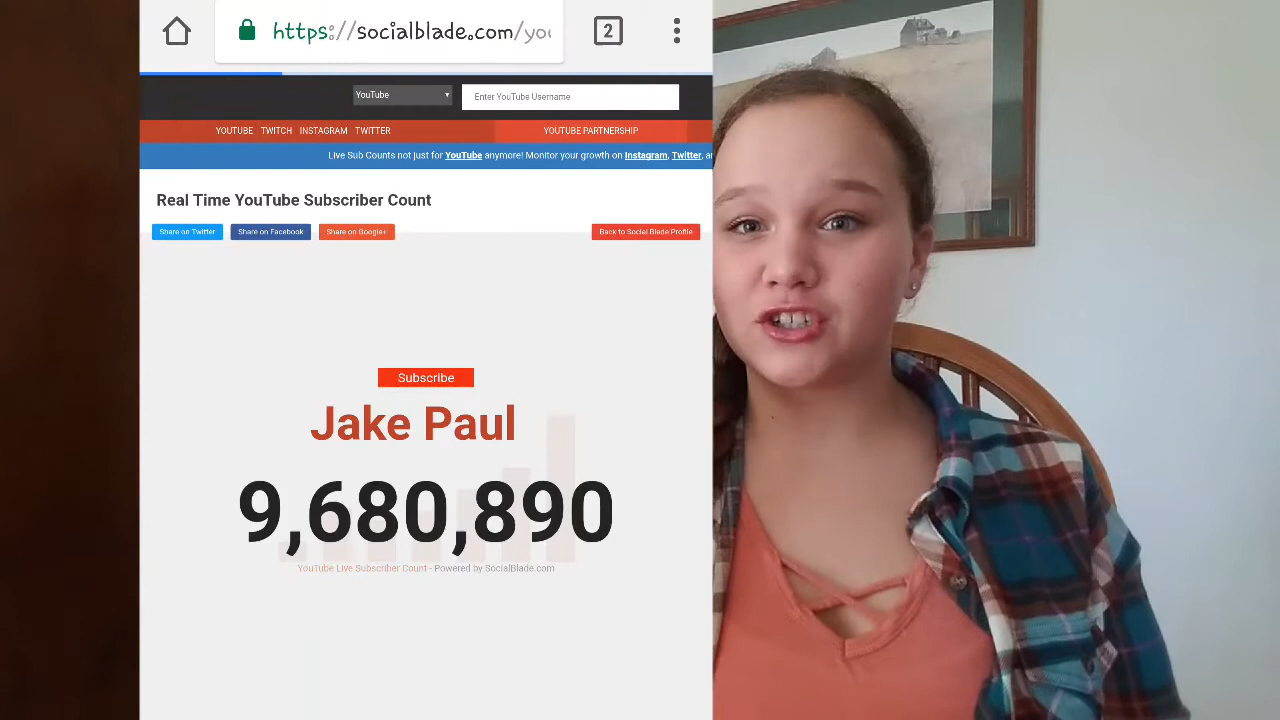 https://socialblade.com/you
2
YouTube
Enter YouTube Username
YOUTUBE TWITCH INSTAGRAM TWITTER
YOUTUBE PARTNERSHIP
Live Sub Counts not just for YouTube anymore! Monitor your growth on Instagram, Twitter, a
Real Time YouTube Subscriber Count
Share on Twitter
Share on Facebook
Share on Google+
Back to Social Blade Profile
Subscribe
Jake Paul
9,680,890
YouTube Live Subscriber Count - Powered by SocialBlade.com